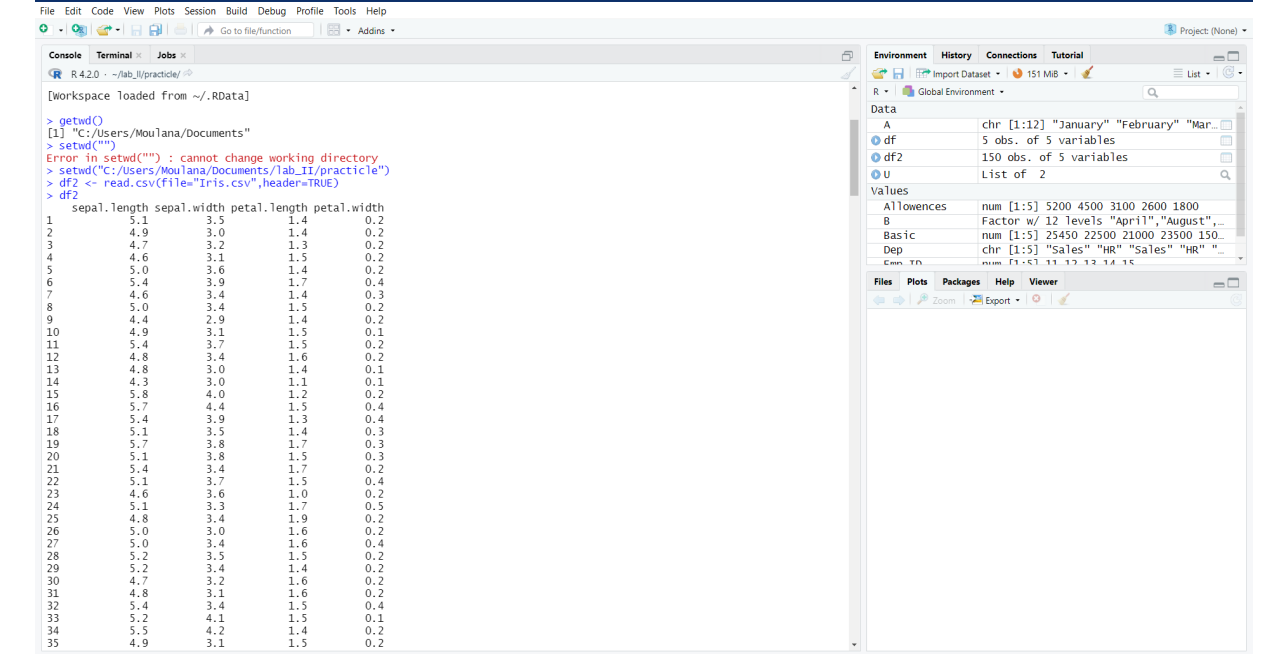 File Edit Code View Plots Session Build Debug Profile Tools Help
Go to file/function Addins Project: (None)
Console Terminal Jobs
R 4.2.0 · ~/lab_II/practicle/
[Workspace loaded from ~/.RData]
> getwd()
[1] "C:/Users/Moulana/Documents"
> setwd("")
Error in setwd("") : cannot change working directory
> setwd("C:/Users/Moulana/Documents/lab_II/practicle")
> df2 <- read.csv(file="Iris.csv",header=TRUE)
> df2
sepal.length sepal.width petal.length petal.width
1 5.1 3.5 1.4 0.2
2 4.9 3.0 1.4 0.2
3 4.7 3.2 1.3 0.2
4 4.6 3.1 1.5 0.2
5 5.0 3.6 1.4 0.2
6 5.4 3.9 1.7 0.4
7 4.6 3.4 1.4 0.3
8 5.0 3.4 1.5 0.2
9 4.4 2.9 1.4 0.2
10 4.9 3.1 1.5 0.1
11 5.4 3.7 1.5 0.2
12 4.8 3.4 1.6 0.2
13 4.8 3.0 1.4 0.1
14 4.3 3.0 1.1 0.1
15 5.8 4.0 1.2 0.2
16 5.7 4.4 1.5 0.4
17 5.4 3.9 1.3 0.4
18 5.1 3.5 1.4 0.3
19 5.7 3.8 1.7 0.3
20 5.1 3.8 1.5 0.3
21 5.4 3.4 1.7 0.2
22 5.1 3.7 1.5 0.4
23 4.6 3.6 1.0 0.2
24 5.1 3.3 1.7 0.5
25 4.8 3.4 1.9 0.2
26 5.0 3.0 1.6 0.2
27 5.0 3.4 1.6 0.4
28 5.2 3.5 1.5 0.2
29 5.2 3.4 1.4 0.2
30 4.7 3.2 1.6 0.2
31 4.8 3.1 1.6 0.2
32 5.4 3.4 1.5 0.4
33 5.2 4.1 1.5 0.1
34 5.5 4.2 1.4 0.2
35 4.9 3.1 1.5 0.2
Environment History Connections Tutorial
Import Dataset 151 MiB List
R Global Environment
Data
A chr [1:12] "January" "February" "Mar…
df 5 obs. of 5 variables
df2 150 obs. of 5 variables
U List of 2
Values
Allowences num [1:5] 5200 4500 3100 2600 1800
B Factor w/ 12 levels "April","August",…
Basic num [1:5] 25450 22500 21000 23500 150…
Dep chr [1:5] "Sales" "HR" "Sales" "HR" "…
Emp_ID num [1:5] 11 12 13 14 15
Files Plots Packages Help Viewer
Zoom Export